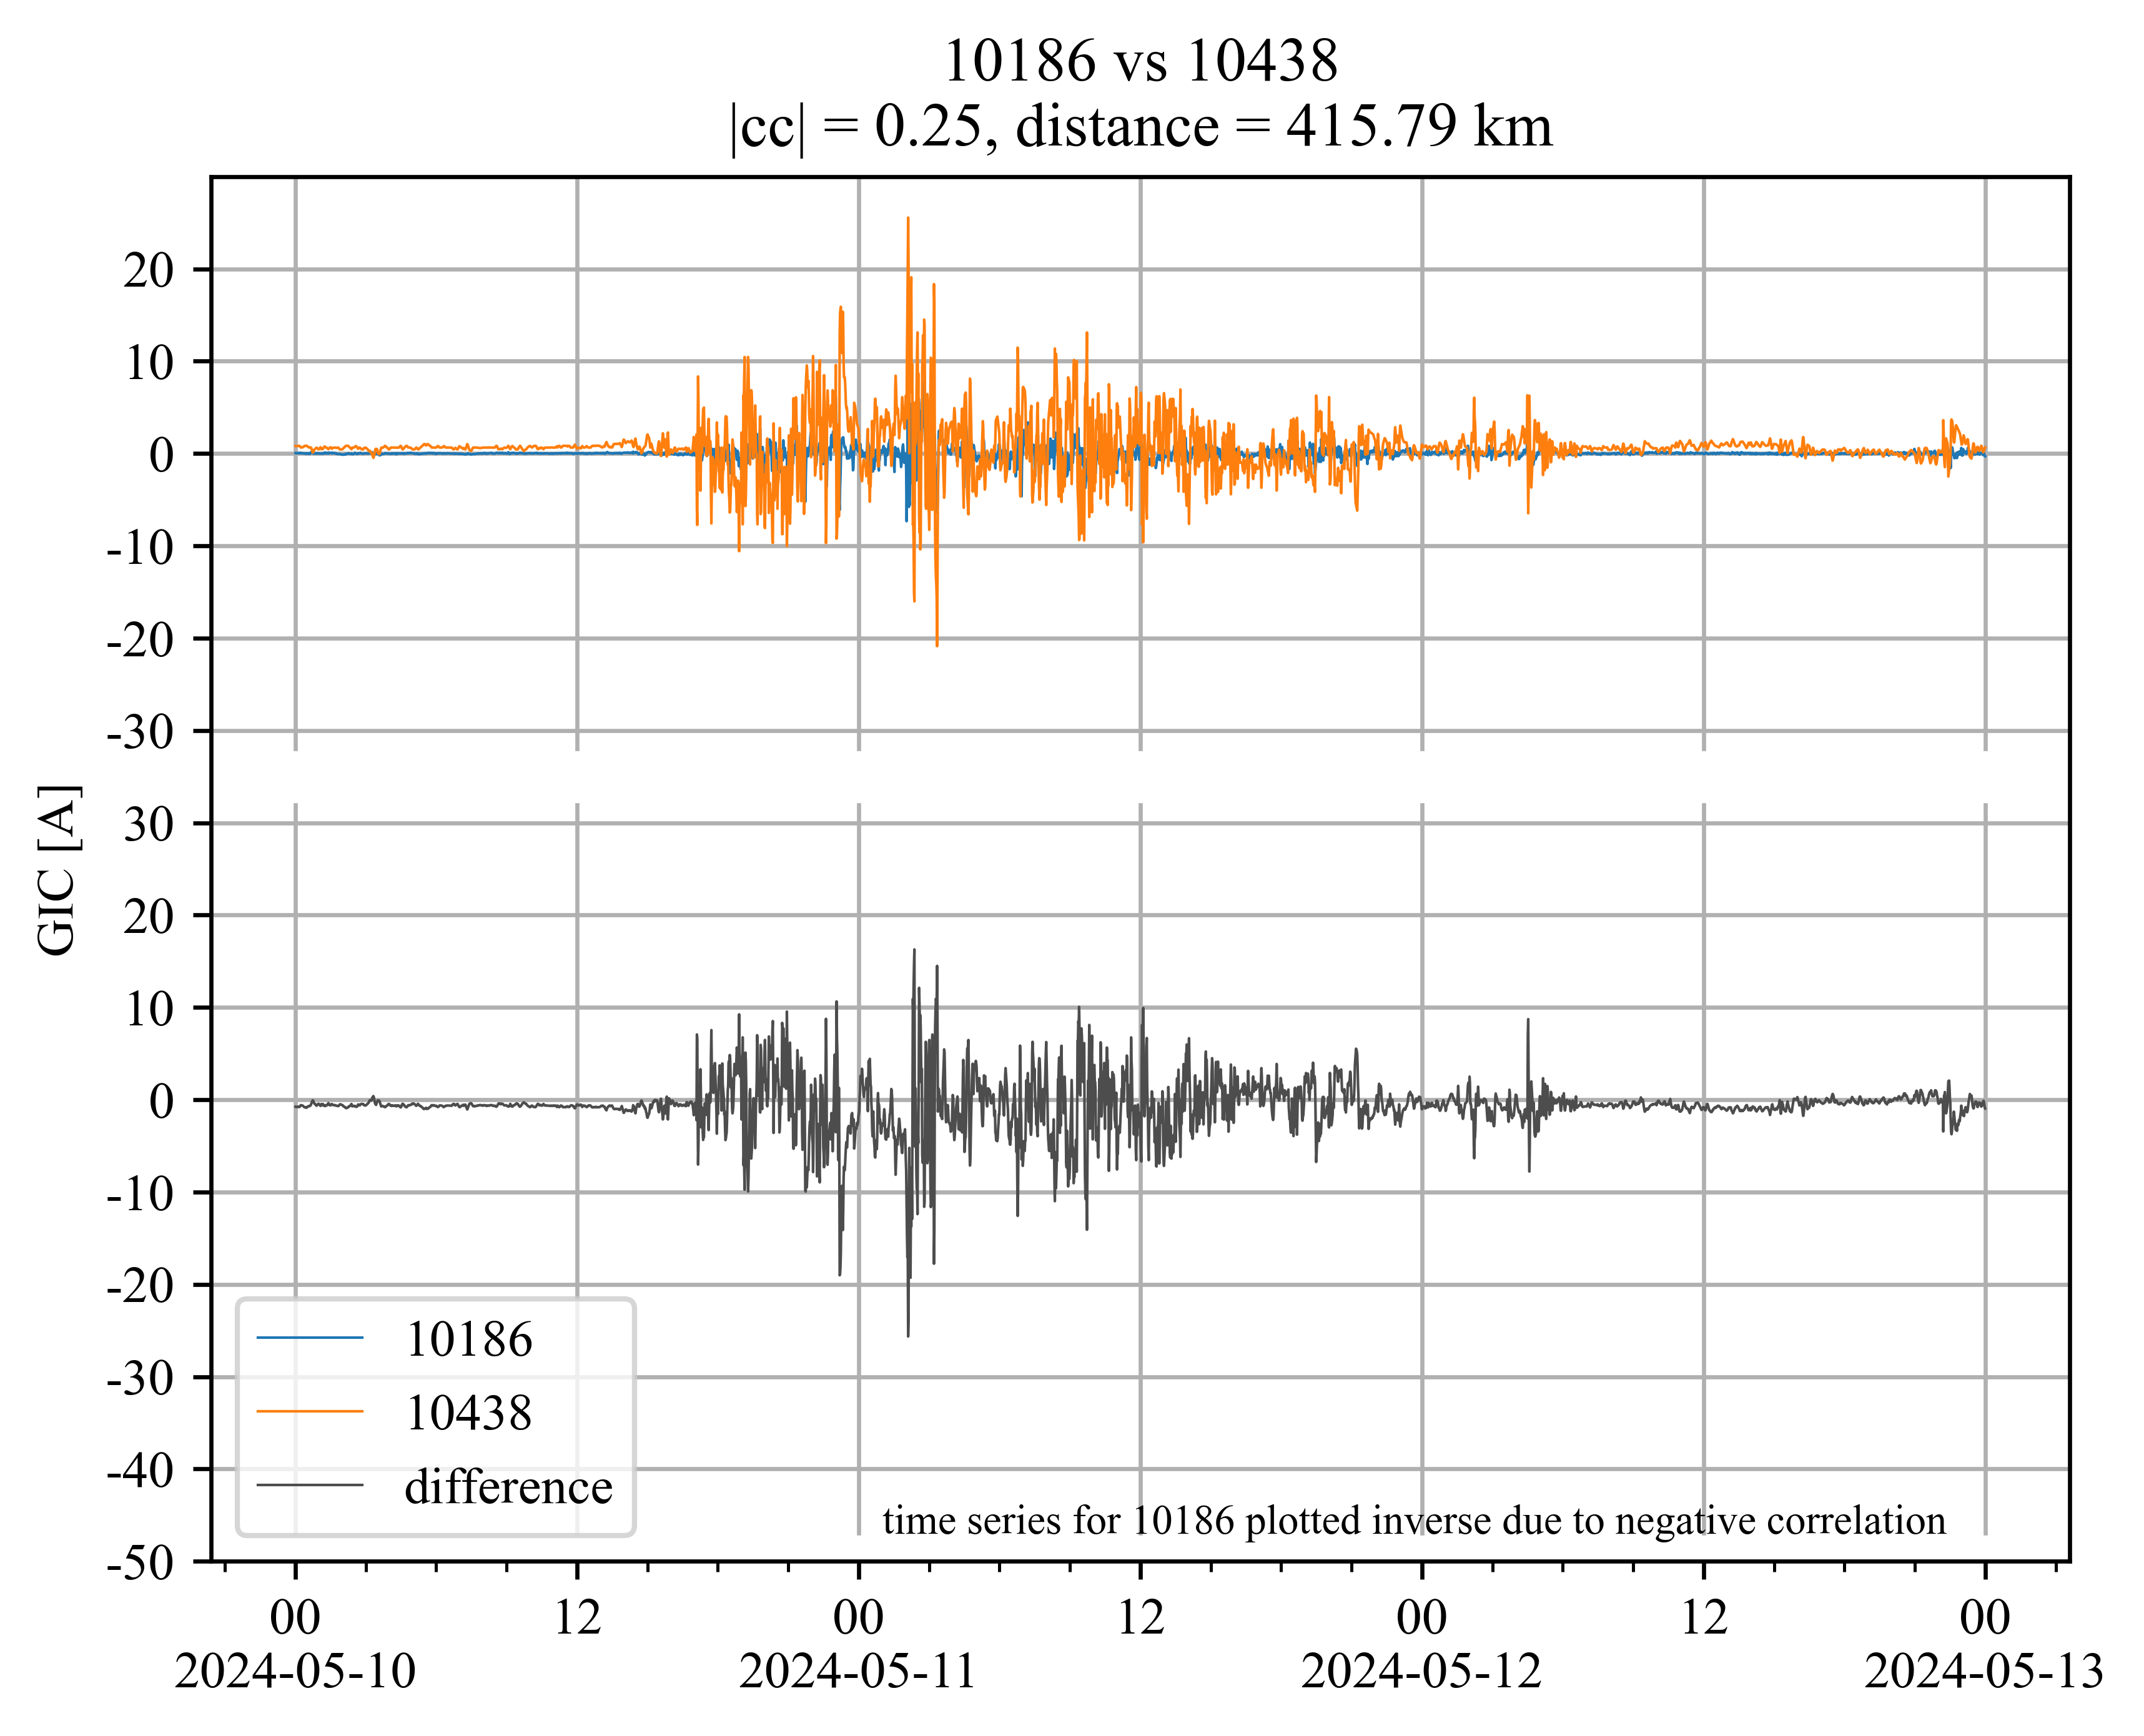 10186 vs 10438
|cc| = 0.25, distance = 415.79 km
20
10
0
-10
-20
-30
30
20
10
0
-10
-20
-30
-40
-50
GIC [A]
10186
10438
difference
time series for 10186 plotted inverse due to negative correlation
00 12 00 12 00 12 00
2024-05-10 2024-05-11 2024-05-12 2024-05-13